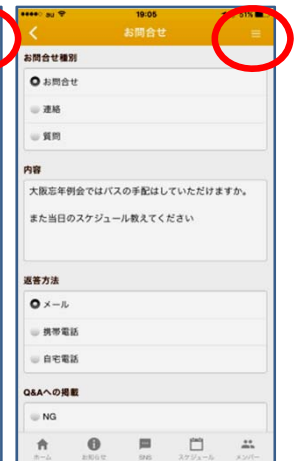 au 19:05 51%
お問合せ
お問合せ種別
お問合せ
連絡
質問
内容
大阪忘年例会ではバスの手配はしていただけますか。
また当日のスケジュール教えてください
返答方法
メール
携帯電話
自宅電話
Q&Aへの掲載
NG
ホーム お知らせ SNS スケジュール メンバー